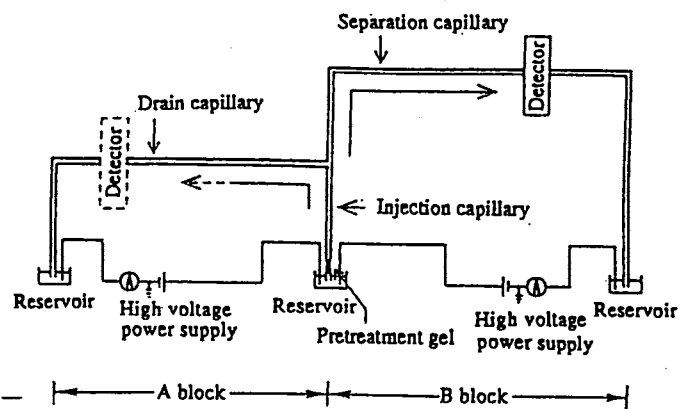 Separation capillary
Detector
Drain capillary
Detector
Injection capillary
A
A
Reservoir
High voltage
power supply
Reservoir
Pretreatment gel
High voltage
power supply
Reservoir
A block
B block